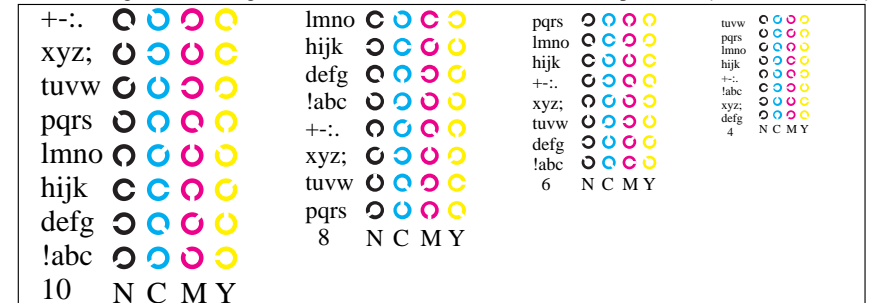 +-:.
xyz;
tuvw
pqrs
lmno
hijk
defg
!abc
10 N C M Y
lmno
hijk
defg
!abc
+-:.
xyz;
tuvw
pqrs
8 N C M Y
pqrs
lmno
hijk
+-:.
xyz;
tuvw
defg
!abc
6 N C M Y
tuvw
pqrs
lmno
hijk
+-:.
!abc
xyz;
defg
4 N C M Y